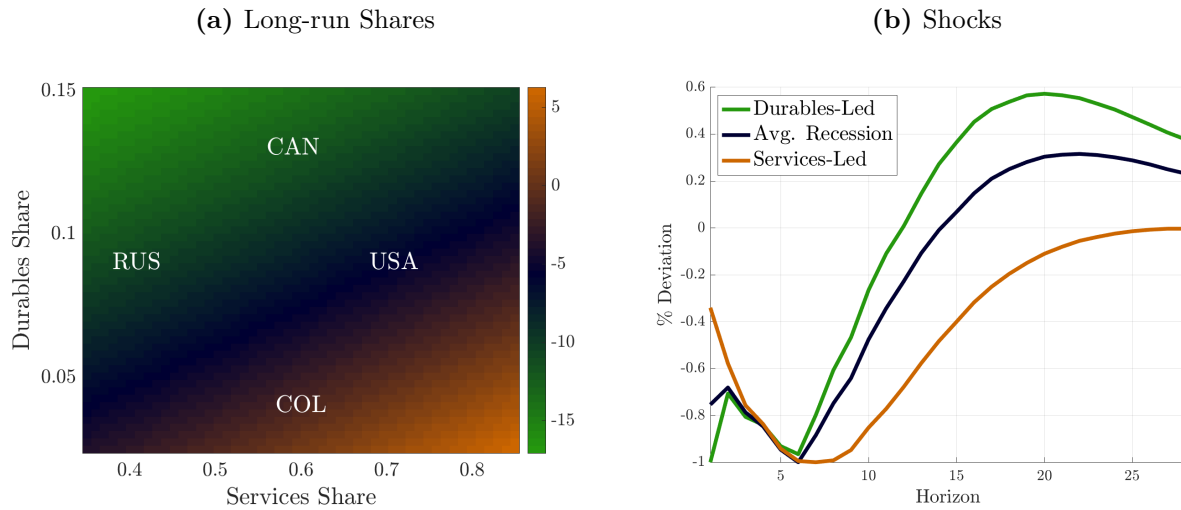 (a) Long-run Shares
0.15
0.1
0.05
Durables Share
CAN
RUS
USA
COL
0.4 0.5 0.6 0.7 0.8
Services Share
5
0
-5
-10
-15
(b) Shocks
0.6
0.4
0.2
0
-0.2
-0.4
-0.6
-0.8
-1
% Deviation
Durables-Led
Avg. Recession
Services-Led
5 10 15 20 25
Horizon